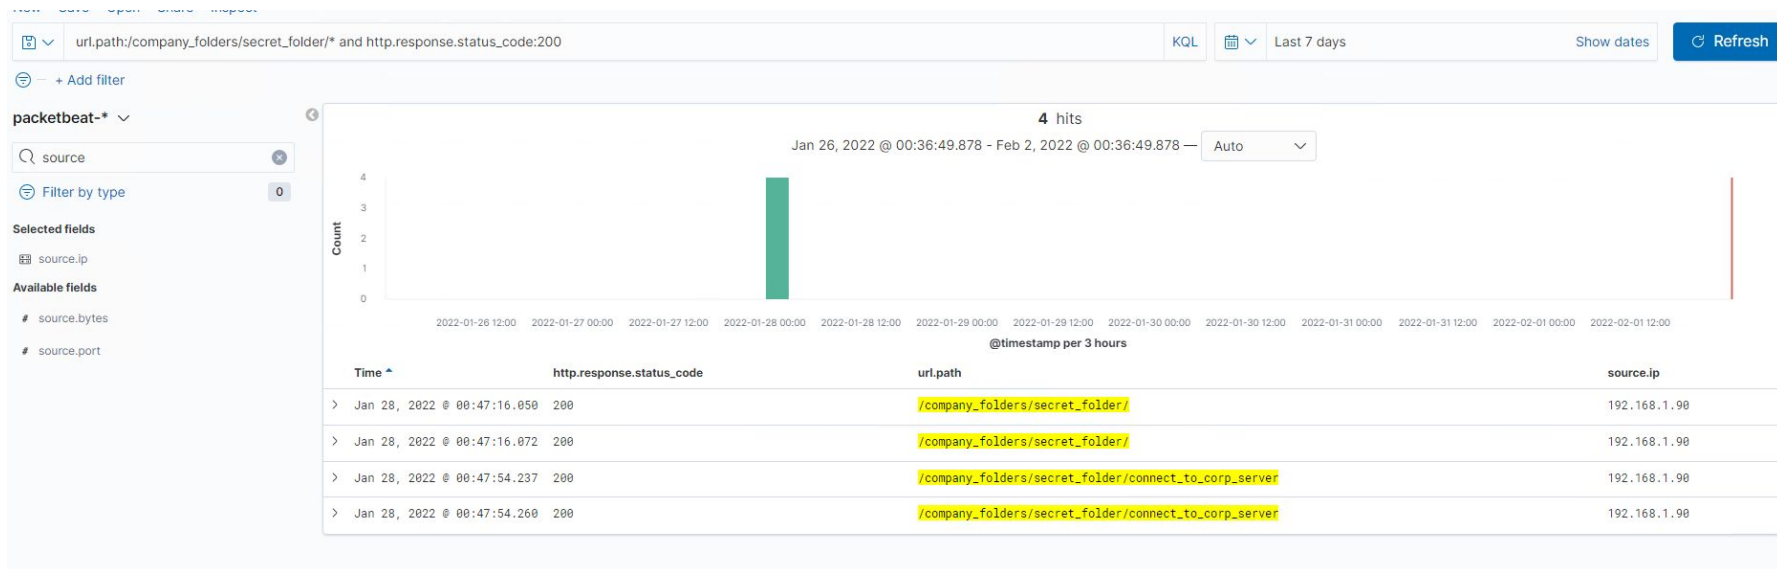 New Save Open Share Inspect
url.path:/company_folders/secret_folder/* and http.response.status_code:200 KQL Last 7 days Show dates Refresh
+ Add filter
packetbeat-*
4 hits
Jan 26, 2022 @ 00:36:49.878 - Feb 2, 2022 @ 00:36:49.878 — Auto
source
Filter by type 0
Selected fields
source.ip
Available fields
# source.bytes
# source.port
Count
4
3
2
1
0
2022-01-26 12:00 2022-01-27 00:00 2022-01-27 12:00 2022-01-28 00:00 2022-01-28 12:00 2022-01-29 00:00 2022-01-29 12:00 2022-01-30 00:00 2022-01-30 12:00 2022-01-31 00:00 2022-01-31 12:00 2022-02-01 00:00 2022-02-01 12:00
@timestamp per 3 hours
Time http.response.status_code url.path source.ip
Jan 28, 2022 @ 00:47:16.050 200 /company_folders/secret_folder/ 192.168.1.90
Jan 28, 2022 @ 00:47:16.072 200 /company_folders/secret_folder/ 192.168.1.90
Jan 28, 2022 @ 00:47:54.237 200 /company_folders/secret_folder/connect_to_corp_server 192.168.1.90
Jan 28, 2022 @ 00:47:54.260 200 /company_folders/secret_folder/connect_to_corp_server 192.168.1.90